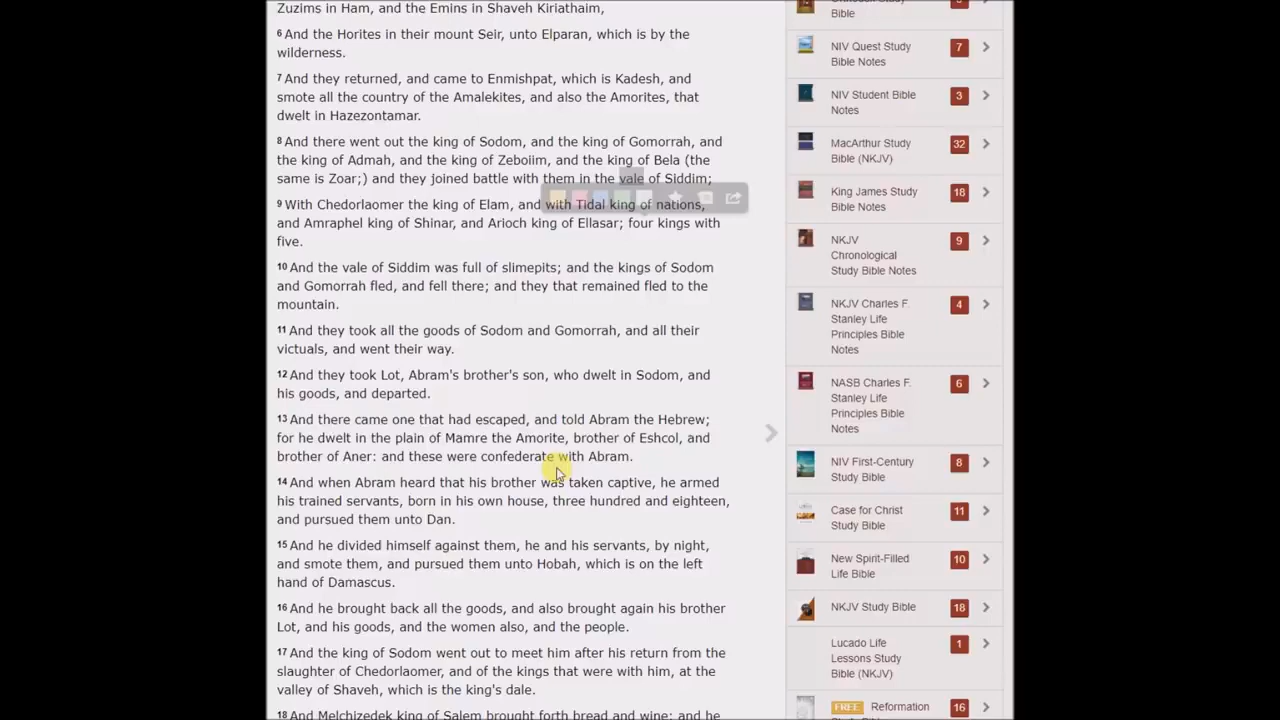 Zuzims in Ham, and the Emins in Shaveh Kiriathaim,
6 And the Horites in their mount Seir, unto Elparan, which is by the
wilderness.
7 And they returned, and came to Enmishpat, which is Kadesh, and
smote all the country of the Amalekites, and also the Amorites, that
dwelt in Hazezontamar.
8 And there went out the king of Sodom, and the king of Gomorrah, and
the king of Admah, and the king of Zeboiim, and the king of Bela (the
same is Zoar;) and they joined battle with them in the vale of Siddim;
9 With Chedorlaomer the king of Elam, and with Tidal king of nations,
and Amraphel king of Shinar, and Arioch king of Ellasar; four kings with
five.
10 And the vale of Siddim was full of slimepits; and the kings of Sodom
and Gomorrah fled, and fell there; and they that remained fled to the
mountain.
11 And they took all the goods of Sodom and Gomorrah, and all their
victuals, and went their way.
12 And they took Lot, Abram's brother's son, who dwelt in Sodom, and
his goods, and departed.
13 And there came one that had escaped, and told Abram the Hebrew;
for he dwelt in the plain of Mamre the Amorite, brother of Eshcol, and
brother of Aner: and these were confederate with Abram.
14 And when Abram heard that his brother was taken captive, he armed
his trained servants, born in his own house, three hundred and eighteen,
and pursued them unto Dan.
15 And he divided himself against them, he and his servants, by night,
and smote them, and pursued them unto Hobah, which is on the left
hand of Damascus.
16 And he brought back all the goods, and also brought again his brother
Lot, and his goods, and the women also, and the people.
17 And the king of Sodom went out to meet him after his return from the
slaughter of Chedorlaomer, and of the kings that were with him, at the
valley of Shaveh, which is the king's dale.
18 And Melchizedek king of Salem brought forth bread and wine: and he
Bible
NIV Quest Study
Bible Notes
7
NIV Student Bible
Notes
3
MacArthur Study
Bible (NKJV)
32
King James Study
Bible Notes
18
NKJV
Chronological
Study Bible Notes
9
NKJV Charles F.
Stanley Life
Principles Bible
Notes
4
NASB Charles F.
Stanley Life
Principles Bible
Notes
6
NIV First-Century
Study Bible
8
Case for Christ
Study Bible
11
New Spirit-Filled
Life Bible
10
NKJV Study Bible
18
Lucado Life
Lessons Study
Bible (NKJV)
1
FREE Reformation
16